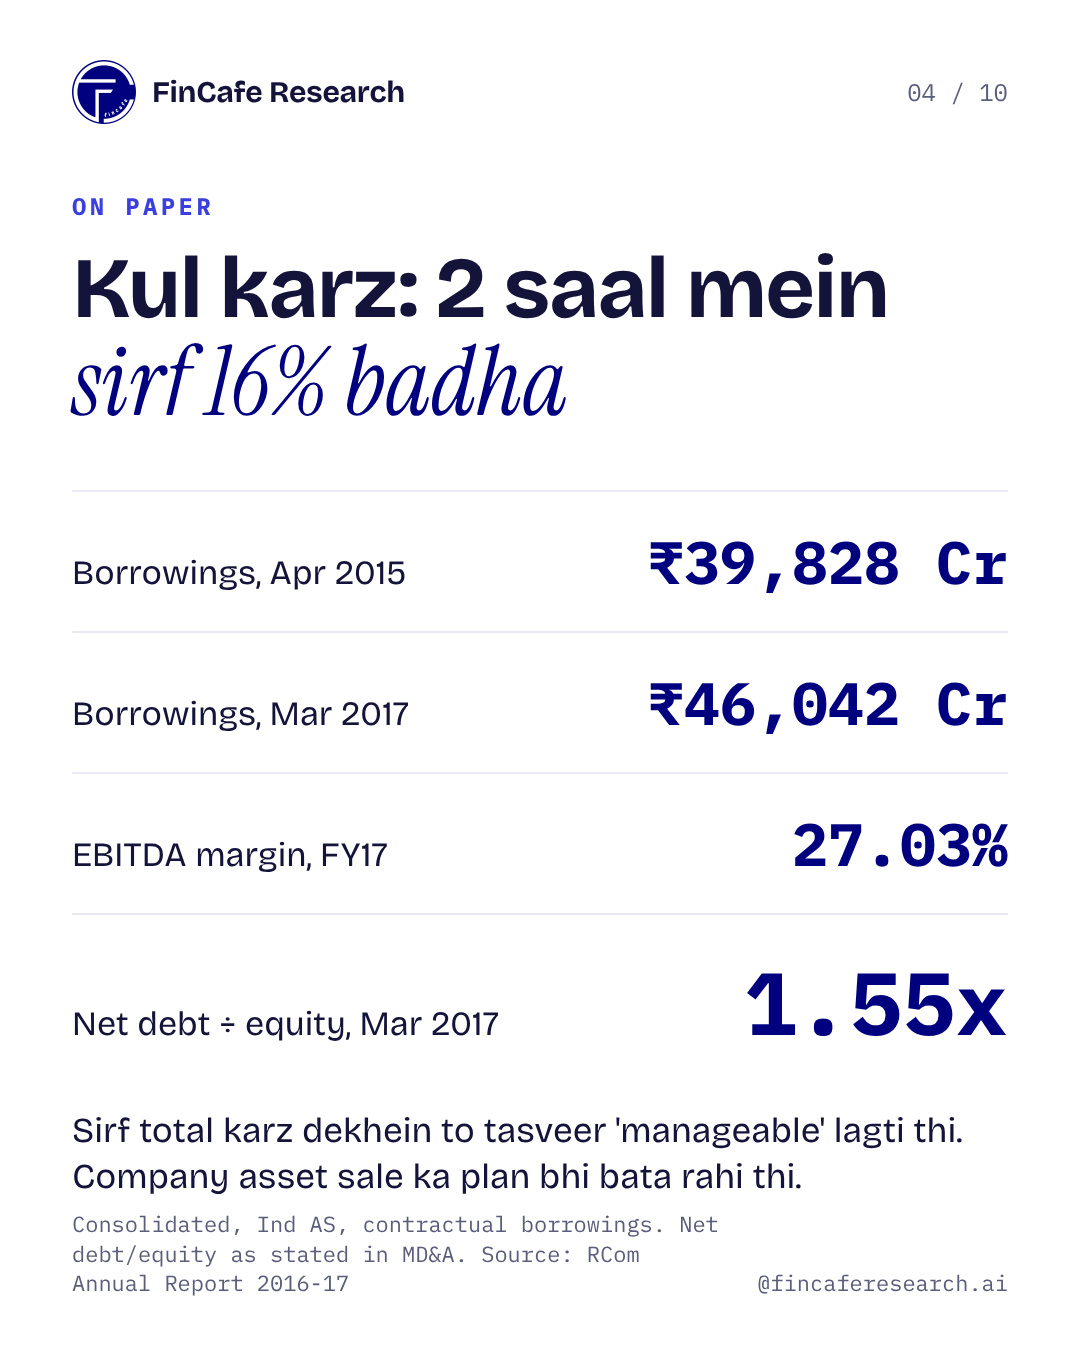 FinCafe Research
04 / 10
ON PAPER
Kul karz: 2 saal mein
sirf 16% badha
Borrowings, Apr 2015 ₹39,828 Cr
Borrowings, Mar 2017 ₹46,042 Cr
EBITDA margin, FY17 27.03%
Net debt ÷ equity, Mar 2017 1.55x
Sirf total karz dekhein to tasveer 'manageable' lagti thi.
Company asset sale ka plan bhi bata rahi thi.
Consolidated, Ind AS, contractual borrowings. Net
debt/equity as stated in MD&A. Source: RCom
Annual Report 2016-17
@fincaferesearch.ai